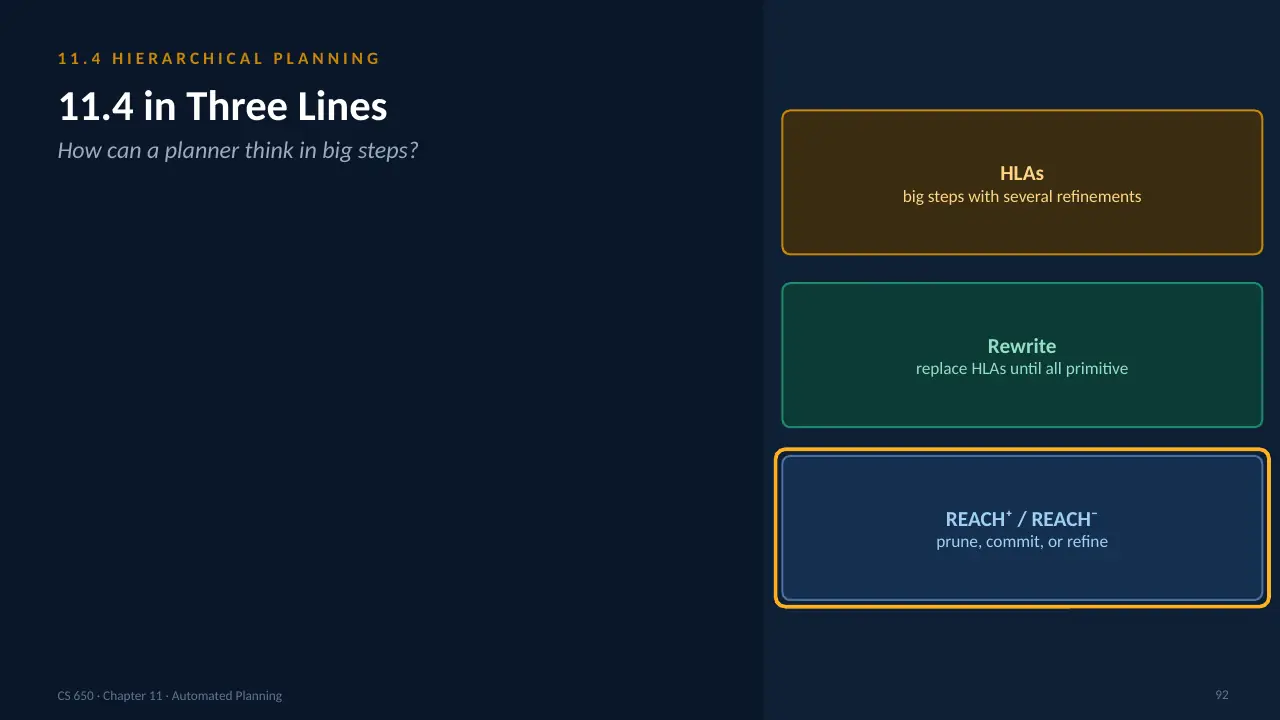 11.4 HIERARCHICAL PLANNING
11.4 in Three Lines
How can a planner think in big steps?
HLAs
big steps with several refinements
Rewrite
replace HLAs until all primitive
REACH⁺ / REACH⁻
prune, commit, or refine
CS 650 · Chapter 11 · Automated Planning
92